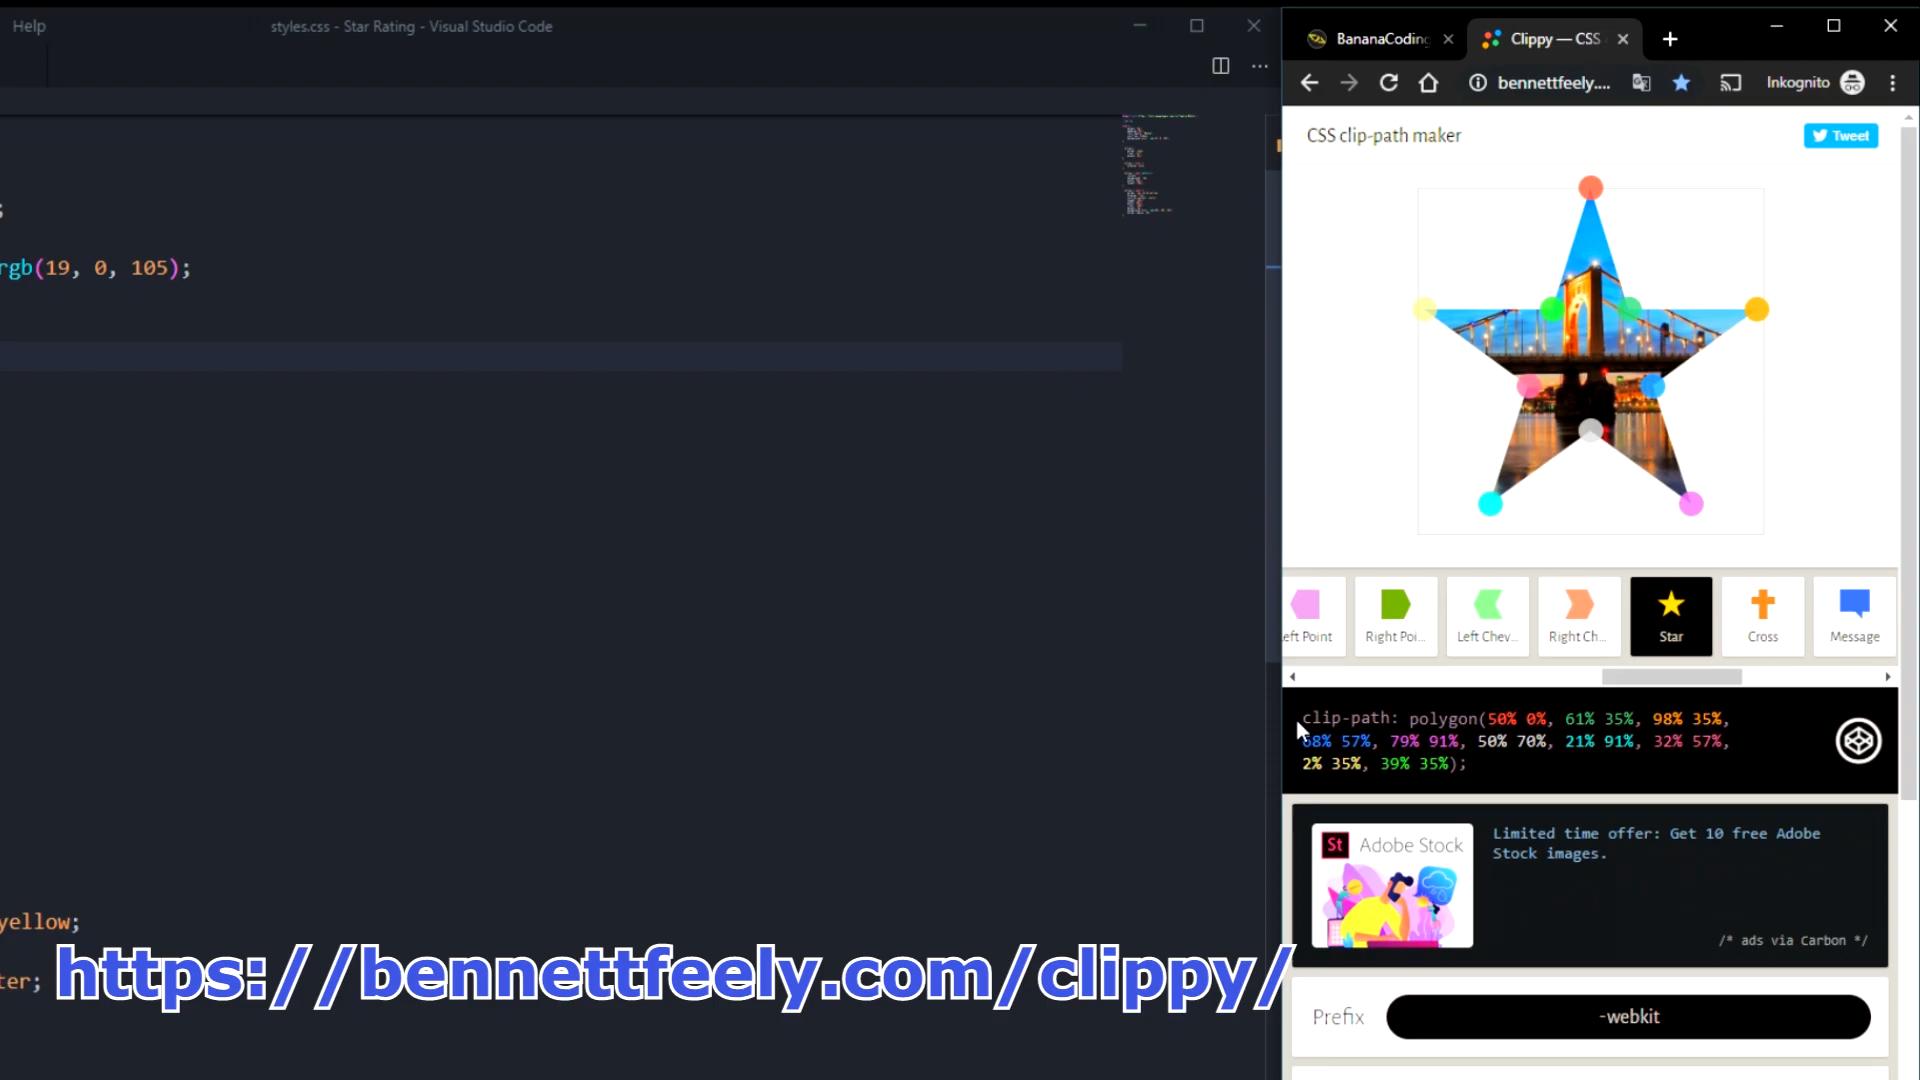 Help
styles.css - Star Rating - Visual Studio Code
;
rgb(19, 0, 105);
yellow;
ter;
https://bennettfeely.com/clippy/
BananaCoding
Clippy — CSS
bennettfeely....
Inkognito
CSS clip-path maker
Tweet
eft Point
Right Poi...
Left Chev...
Right Ch...
Star
Cross
Message
clip-path: polygon(50% 0%, 61% 35%, 98% 35%,
68% 57%, 79% 91%, 50% 70%, 21% 91%, 32% 57%,
2% 35%, 39% 35%);
St Adobe Stock
Limited time offer: Get 10 free Adobe
Stock images.
/* ads via Carbon */
Prefix
-webkit